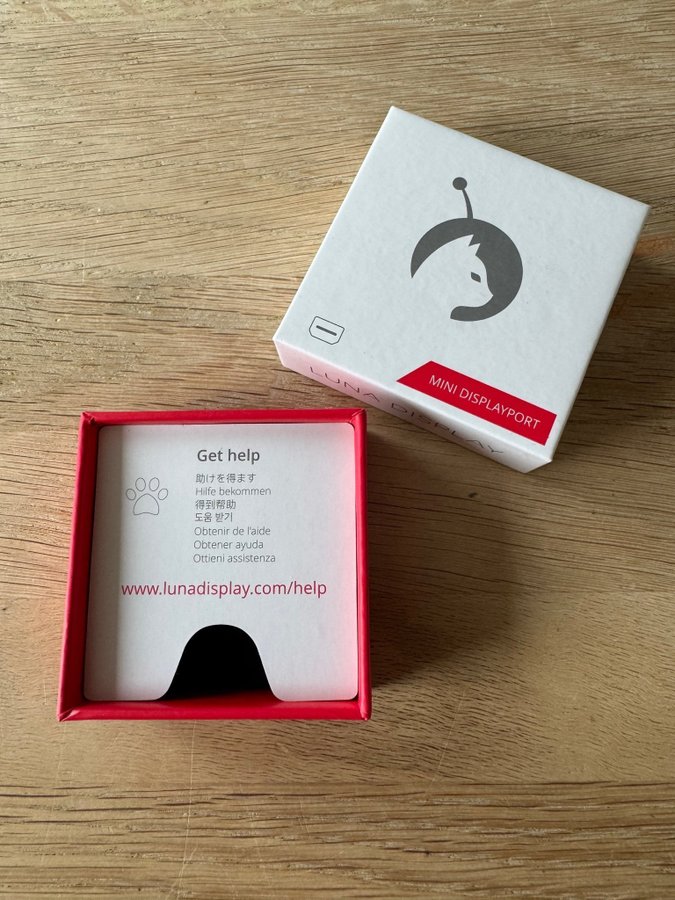 MINI DISPLAYPORT
LUNA DISPLAY
Get help
助けを得ます
Hilfe bekommen
得到帮助
도움 받기
Obtenir de l'aide
Obtener ayuda
Ottieni assistenza
www.lunadisplay.com/help